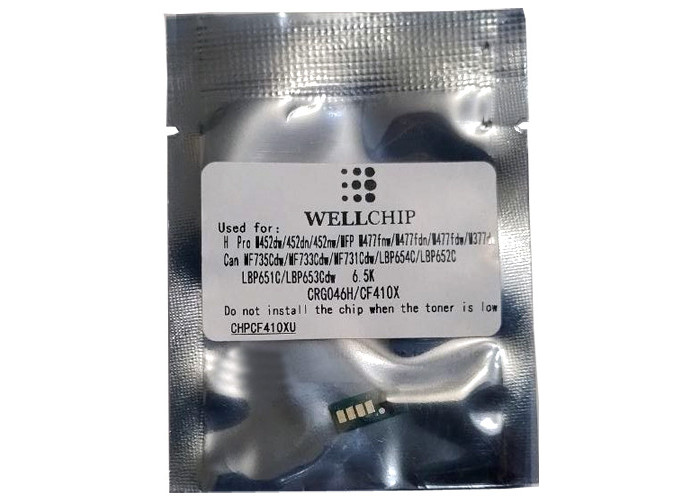 WELLCHIP
Used for:
H Pro M452dw/452dn/452nw/MFP M477fnw/M477fdn/M477fdw/M377dw
Can MF735Cdw/MF733Cdw/MF731Cdw/LBP654C/LBP652C
LBP651C/LBP653Cdw 6.5K
CRG046H/CF410X
Do not install the chip when the toner is low
CHPCF410XU